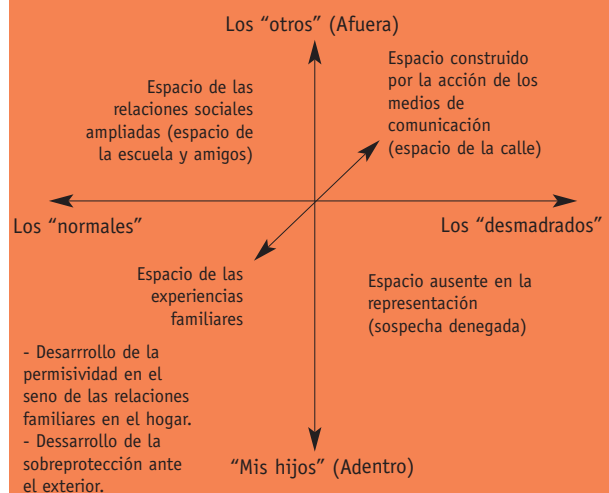 Los “otros” (Afuera)
Espacio de las
relaciones sociales
ampliadas (espacio de
la escuela y amigos)
Espacio construido
por la acción de los
medios de
comunicación
(espacio de la calle)
Los “normales”
Los “desmadrados”
Espacio de las
experiencias
familiares
Espacio ausente en la
representación
(sospecha denegada)
- Desarrrollo de la
permisividad en el
seno de las relaciones
familiares en el hogar.
- Dessarrollo de la
sobreprotección ante
el exterior.
“Mis hijos” (Adentro)